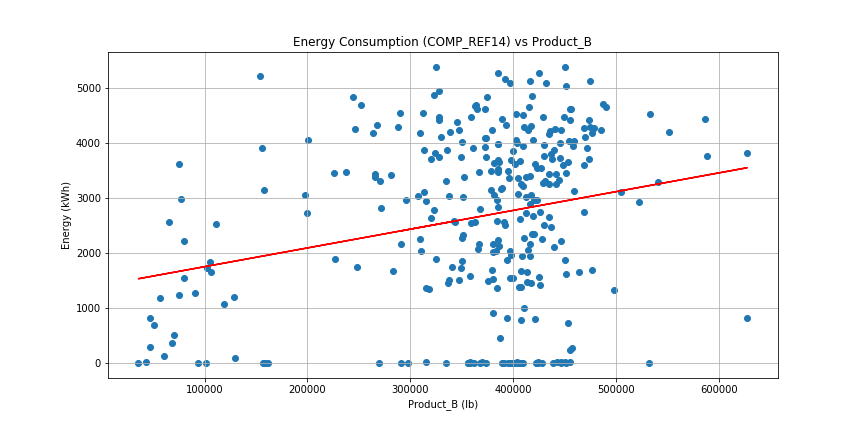 Energy Consumption (COMP_REF14) vs Product_B
5000
4000
3000
2000
1000
0
Energy (kWh)
100000 200000 300000 400000 500000 600000
Product_B (lb)